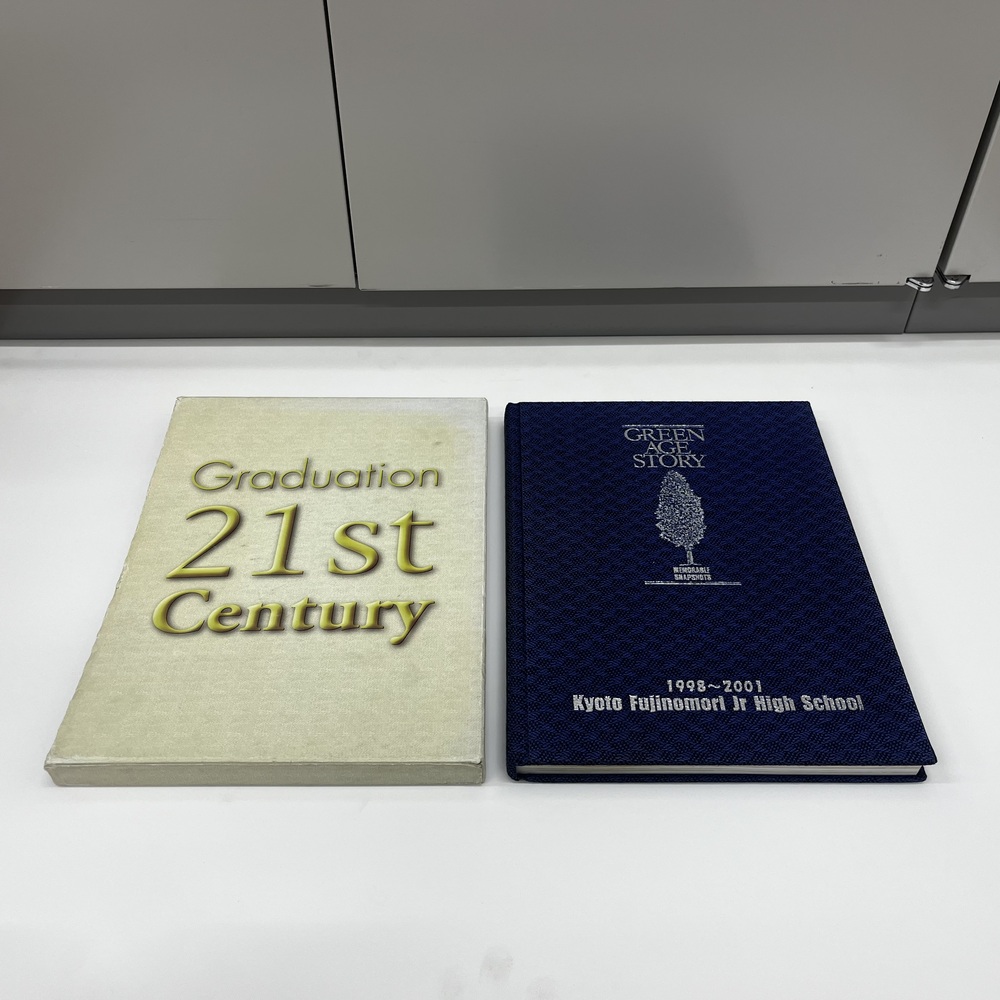 Graduation
21st
Century
GREEN
AGE
STORY
MEMORABLE
SNAPSHOTS
1998~2001
Kyoto Fujinomori Jr High School